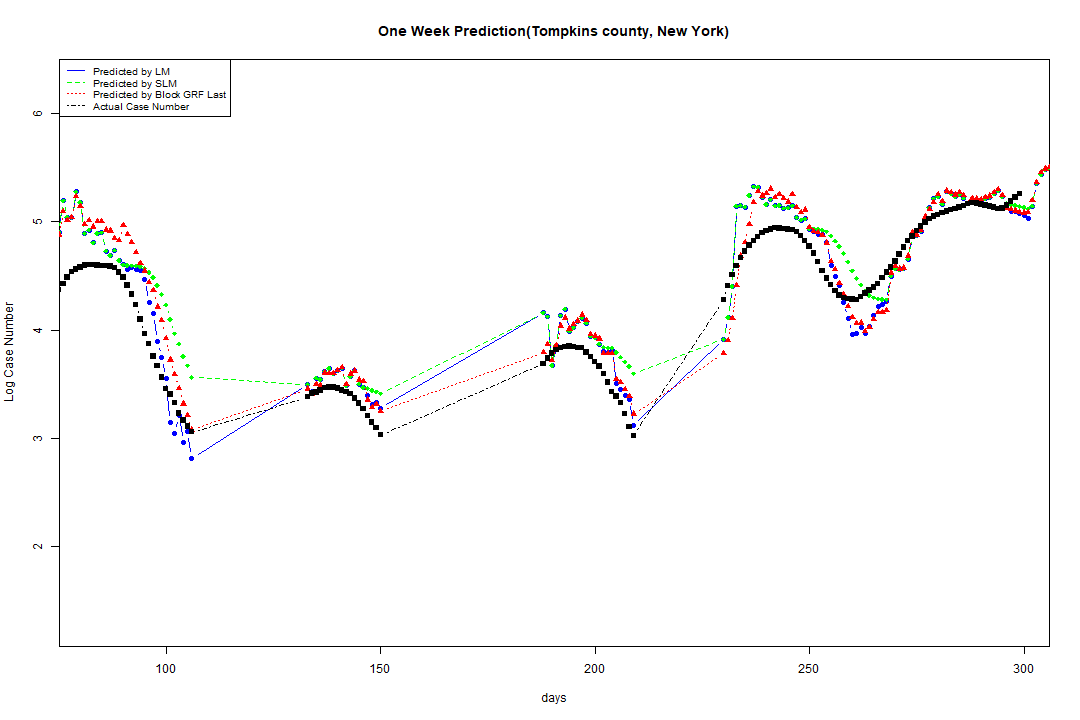 One Week Prediction(Tompkins county, New York)
Predicted by LM
Predicted by SLM
Predicted by Block GRF Last
Actual Case Number
6
5
4
3
2
Log Case Number
100 150 200 250 300
days